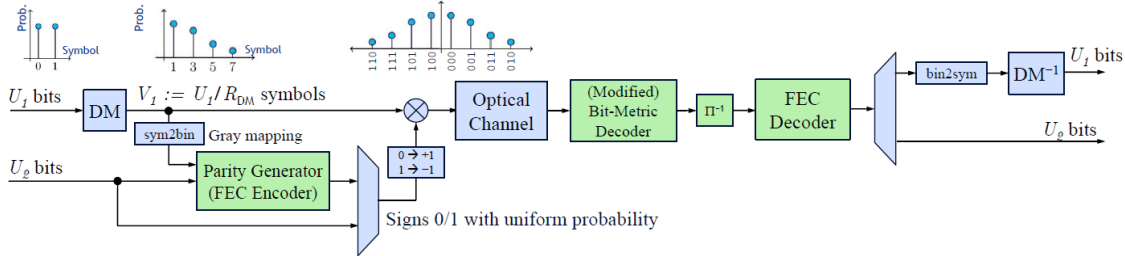 Prob.
Symbol
0 1
Prob.
Symbol
1 3 5 7
110 111 101 100 000 001 011 010
U₁ bits
DM
V₁ := U₁/R_DM symbols
sym2bin
Gray mapping
U₂ bits
Parity Generator
(FEC Encoder)
0 → +1
1 → −1
Signs 0/1 with uniform probability
Optical
Channel
(Modified)
Bit-Metric
Decoder
Π⁻¹
FEC
Decoder
bin2sym
DM⁻¹
U₁ bits
U₂ bits